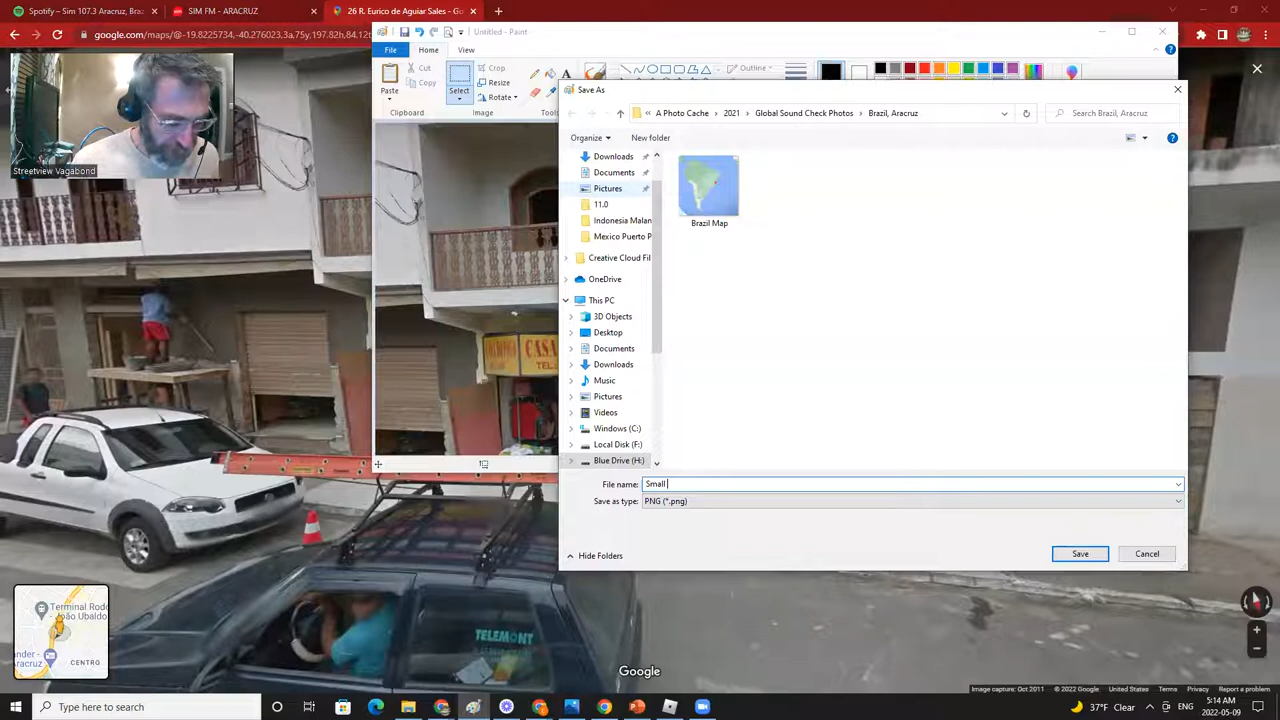 Spotify – Sim 107.3 Aracruz, Braz
SIM FM - ARACRUZ
26 R. Eurico de Aguiar Sales - Go
google.com/maps/@-19.8225734,-40.276023,3a,75y,197.82h,84.12t
Untitled - Paint
File
Home
View
Paste
Cut
Copy
Clipboard
Select
Crop
Resize
Rotate
Outline
Streetview Vagabond
Save As
« A Photo Cache > 2021 > Global Sound Check Photos > Brazil, Aracruz
Search Brazil, Aracruz
Organize
New folder
Downloads
Documents
Pictures
11.0
Indonesia Malan
Mexico Puerto P
Creative Cloud Fil
OneDrive
This PC
3D Objects
Desktop
Documents
Downloads
Music
Pictures
Videos
Windows (C:)
Local Disk (F:)
Blue Drive (H:)
Brazil Map
File name: Small
Save as type: PNG (*.png)
Hide Folders
Save
Cancel
CASA
TEL
TELEMONT
Terminal Rodo
- João Ubaldo
ander -
Aracruz
CENTRO
Google
Image capture: Oct 2011 © 2022 Google United States Terms Privacy Report a problem
Type here to search
37°F Clear
ENG
5:14 AM
2022-05-09